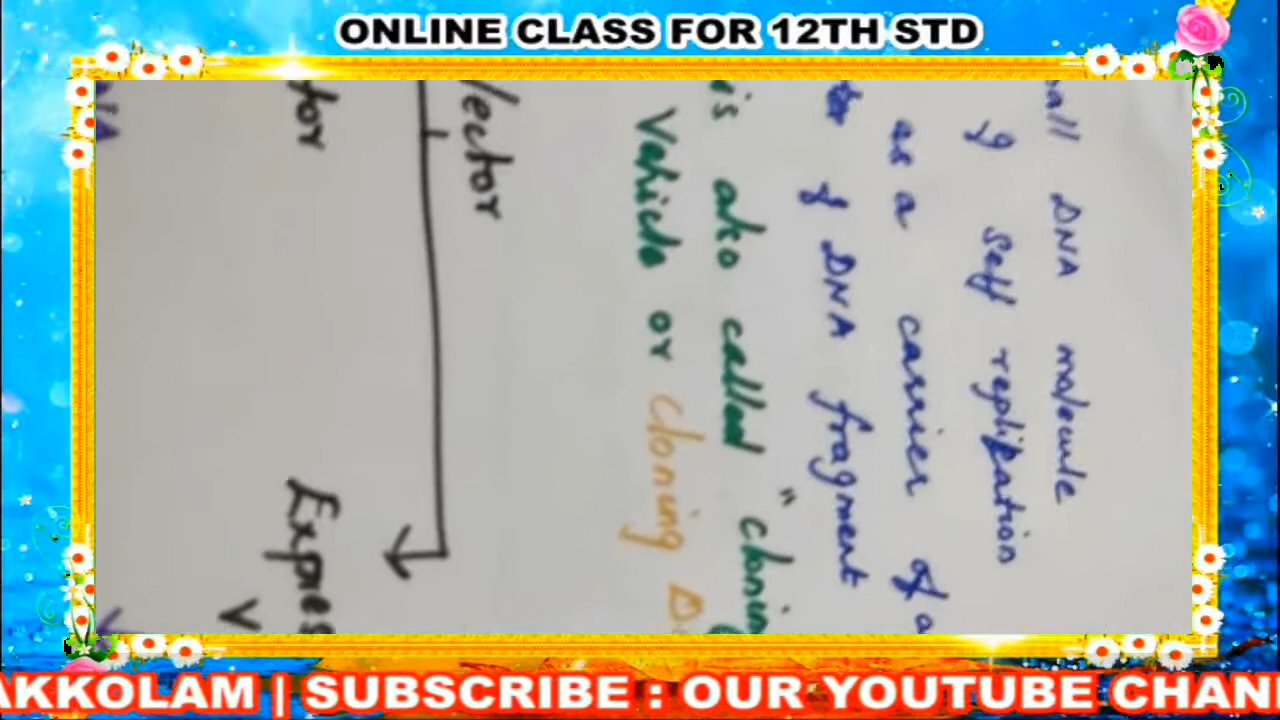 ONLINE CLASS FOR 12TH STD
all DNA molecule
of self replication
as a carrier of a
of DNA fragment
is also called " cloning
Vehicle or cloning D
Vector
tor
Expres
V
AKKOLAM | SUBSCRIBE : OUR YOUTUBE CHAN